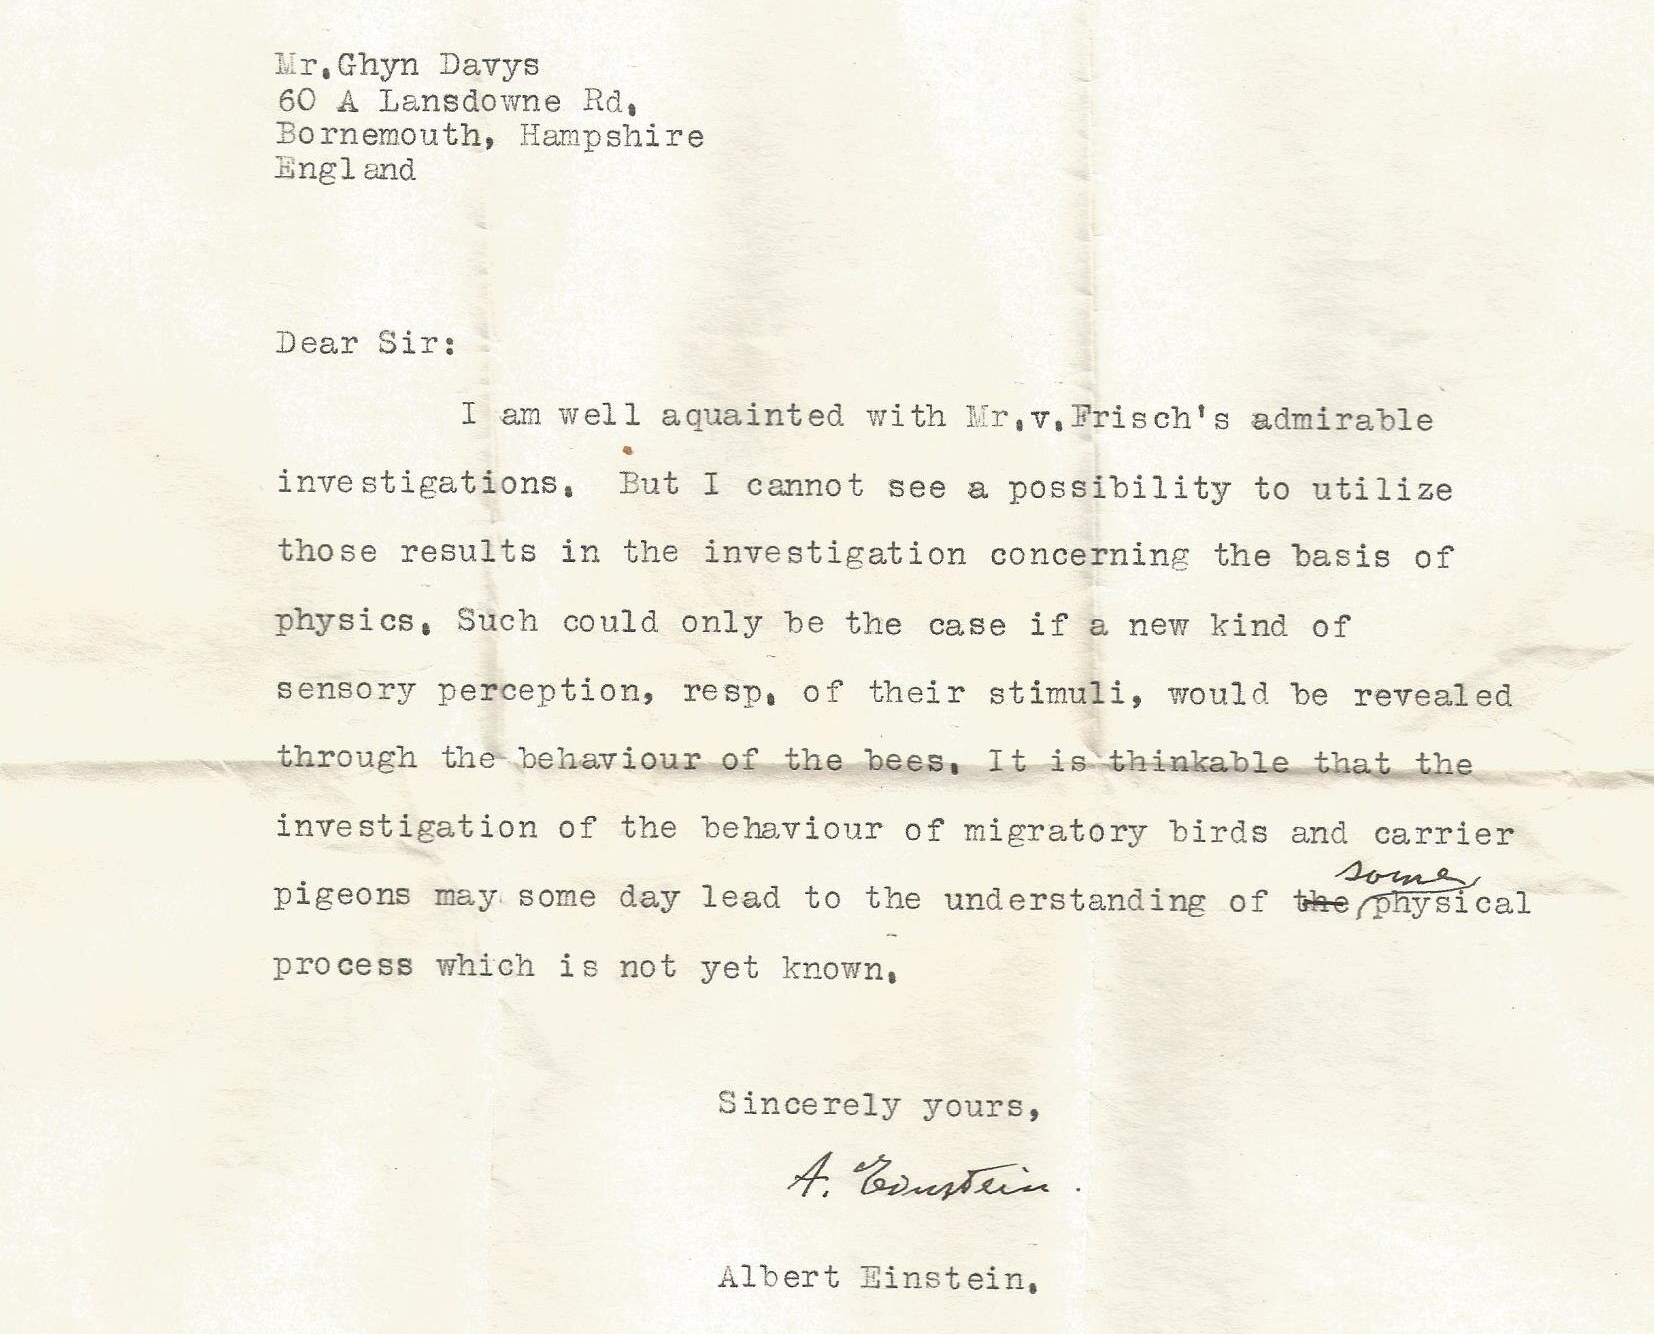 Mr.Ghyn Davys
60 A Lansdowne Rd.
Bornemouth, Hampshire
England
Dear Sir:
I am well aquainted with Mr.v.Frisch's admirable
investigations. But I cannot see a possibility to utilize
those results in the investigation concerning the basis of
physics. Such could only be the case if a new kind of
sensory perception, resp. of their stimuli, would be revealed
through the behaviour of the bees. It is thinkable that the
investigation of the behaviour of migratory birds and carrier
some
pigeons may some day lead to the understanding of the physical
process which is not yet known.
Sincerely yours,
A. Einstein.
Albert Einstein.